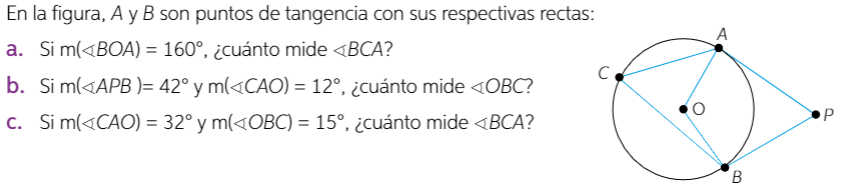 En la figura, A y B son puntos de tangencia con sus respectivas rectas:
a. Si m(∢BOA) = 160°, ¿cuánto mide ∢BCA?
b. Si m(∢APB )= 42° y m(∢CAO) = 12°, ¿cuánto mide ∢OBC?
c. Si m(∢CAO) = 32° y m(∢OBC) = 15°, ¿cuánto mide ∢BCA?
A
C
O
P
B